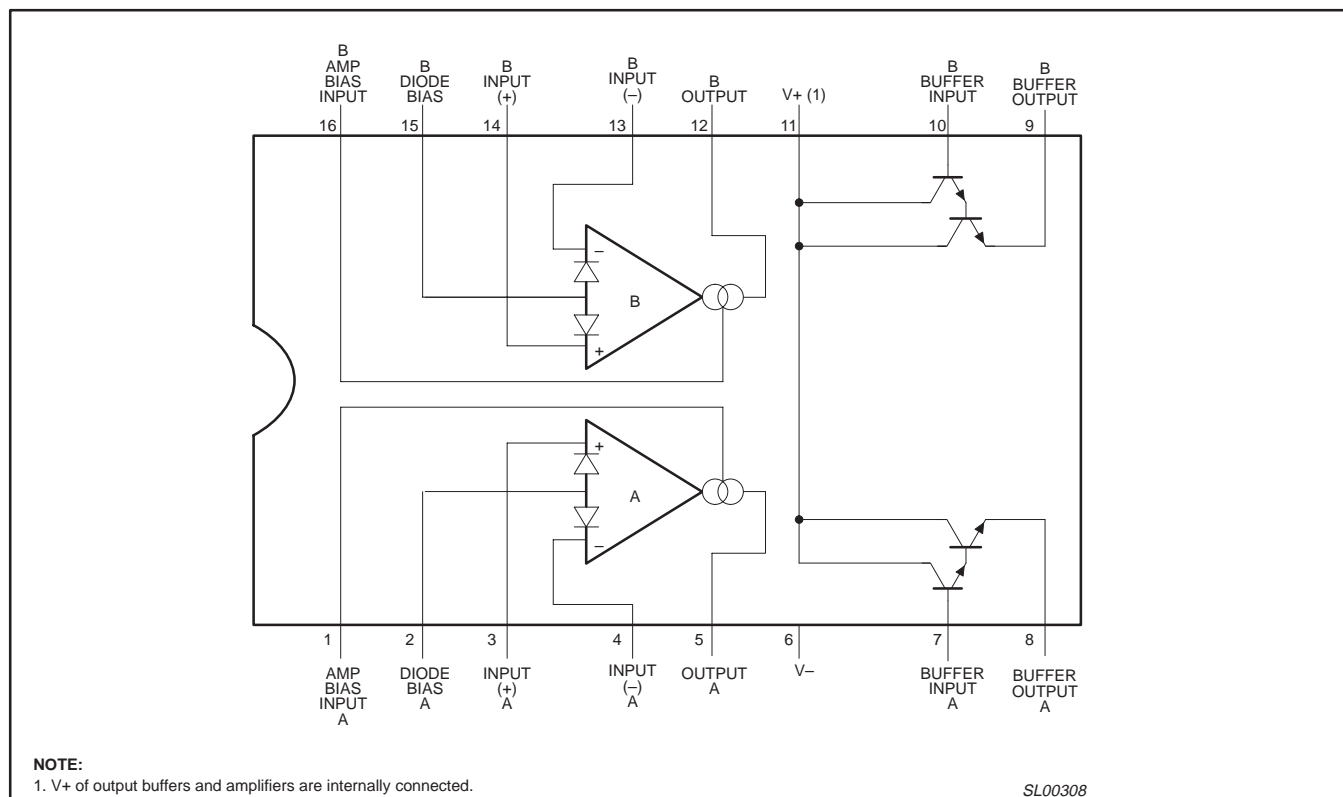 B
AMP
BIAS
INPUT
B
DIODE
BIAS
B
INPUT
(+)
B
INPUT
(–)
B
OUTPUT
V+ (1)
B
BUFFER
INPUT
B
BUFFER
OUTPUT
16
15
14
13
12
11
10
9
–
B
+
+
A
–
1
2
3
4
5
6
7
8
AMP
BIAS
INPUT
A
DIODE
BIAS
A
INPUT
(+)
A
INPUT
(–)
A
OUTPUT
A
V–
BUFFER
INPUT
A
BUFFER
OUTPUT
A
NOTE:
1. V+ of output buffers and amplifiers are internally connected.
SL00308